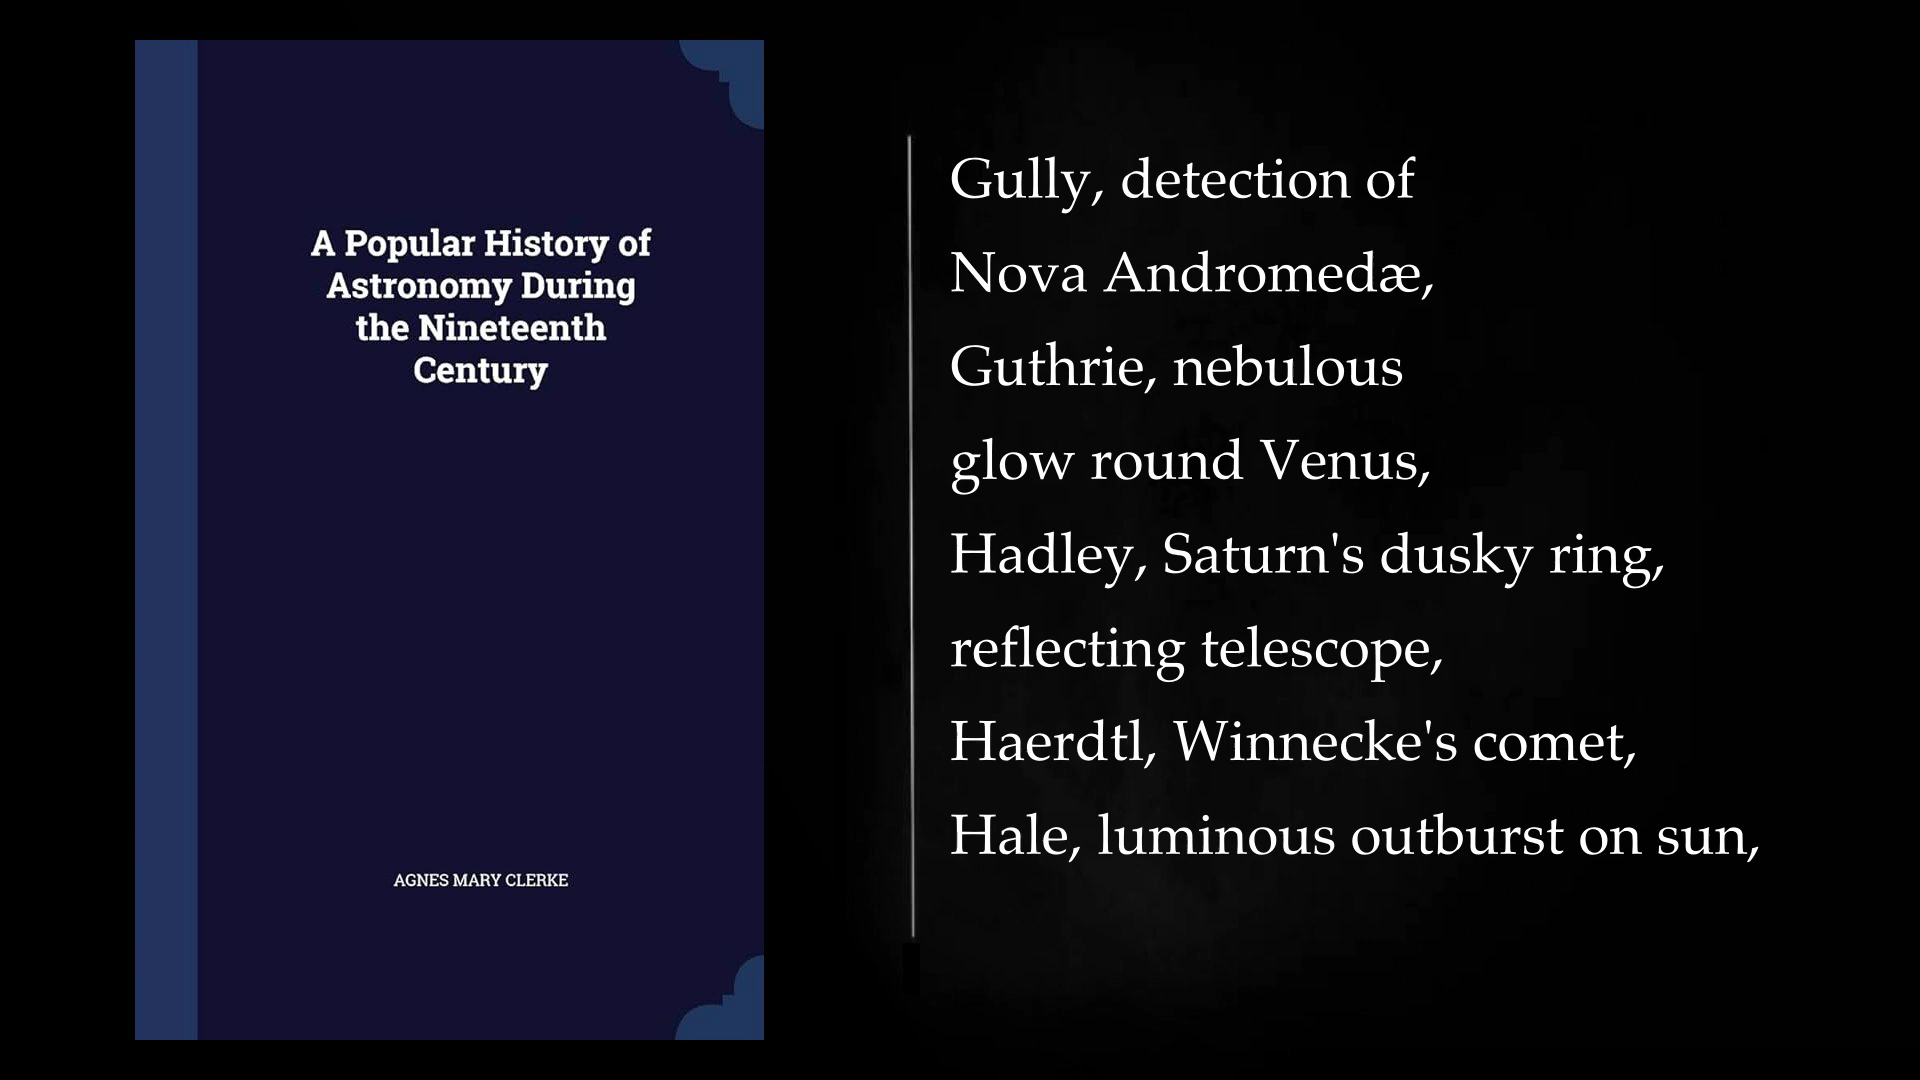 A Popular History of
Astronomy During
the Nineteenth
Century
AGNES MARY CLERKE
Gully, detection of
Nova Andromedæ,
Guthrie, nebulous
glow round Venus,
Hadley, Saturn's dusky ring,
reflecting telescope,
Haerdtl, Winnecke's comet,
Hale, luminous outburst on sun,